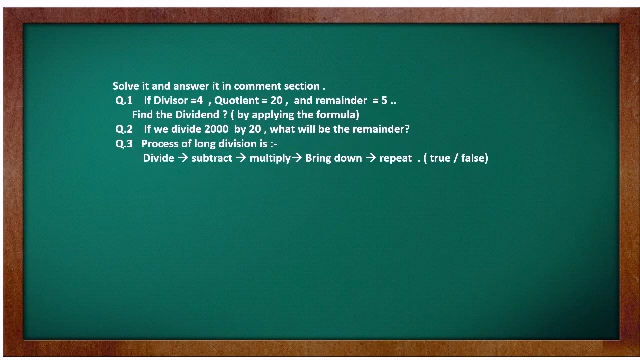 Solve it and answer it in comment section .
Q.1 If Divisor =4 , Quotient = 20 , and remainder = 5 ..
Find the Dividend ? ( by applying the formula)
Q.2 If we divide 2000 by 20 , what will be the remainder?
Q.3 Process of long division is :-
Divide → subtract → multiply→ Bring down → repeat . ( true / false)